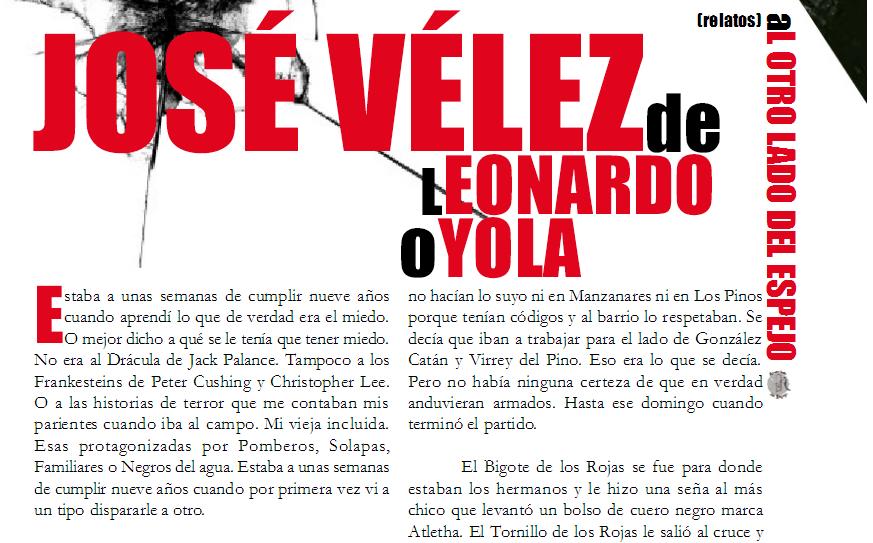 (relatos)
JOSÉ VÉLEZ de
LEONARDO
OYOLA
aL OTRO LADO DEL ESPEJO
Estaba a unas semanas de cumplir nueve años
cuando aprendí lo que de verdad era el miedo.
O mejor dicho a qué se le tenía que tener miedo.
No era al Drácula de Jack Palance. Tampoco a los
Frankesteins de Peter Cushing y Christopher Lee.
O a las historias de terror que me contaban mis
parientes cuando iba al campo. Mi vieja incluida.
Esas protagonizadas por Pomberos, Solapas,
Familiares o Negros del agua. Estaba a unas semanas
de cumplir nueve años cuando por primera vez vi a
un tipo dispararle a otro.
no hacían lo suyo ni en Manzanares ni en Los Pinos
porque tenían códigos y al barrio lo respetaban. Se
decía que iban a trabajar para el lado de González
Catán y Virrey del Pino. Eso era lo que se decía.
Pero no había ninguna certeza de que en verdad
anduvieran armados. Hasta ese domingo cuando
terminó el partido.
El Bigote de los Rojas se fue para donde
estaban los hermanos y le hizo una seña al más
chico que levantó un bolso de cuero negro marca
Atletha. El Tornillo de los Rojas le salió al cruce y